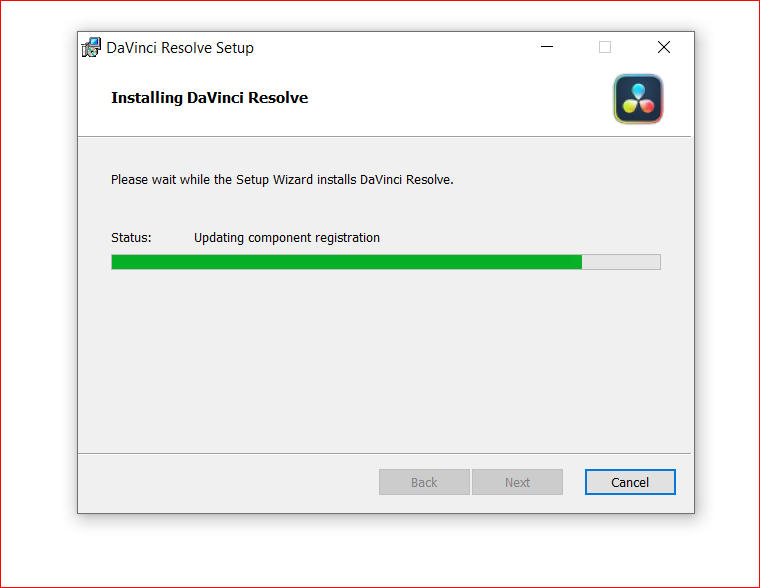 DaVinci Resolve Setup
Installing DaVinci Resolve
Please wait while the Setup Wizard installs DaVinci Resolve.
Status: Updating component registration
Back Next Cancel